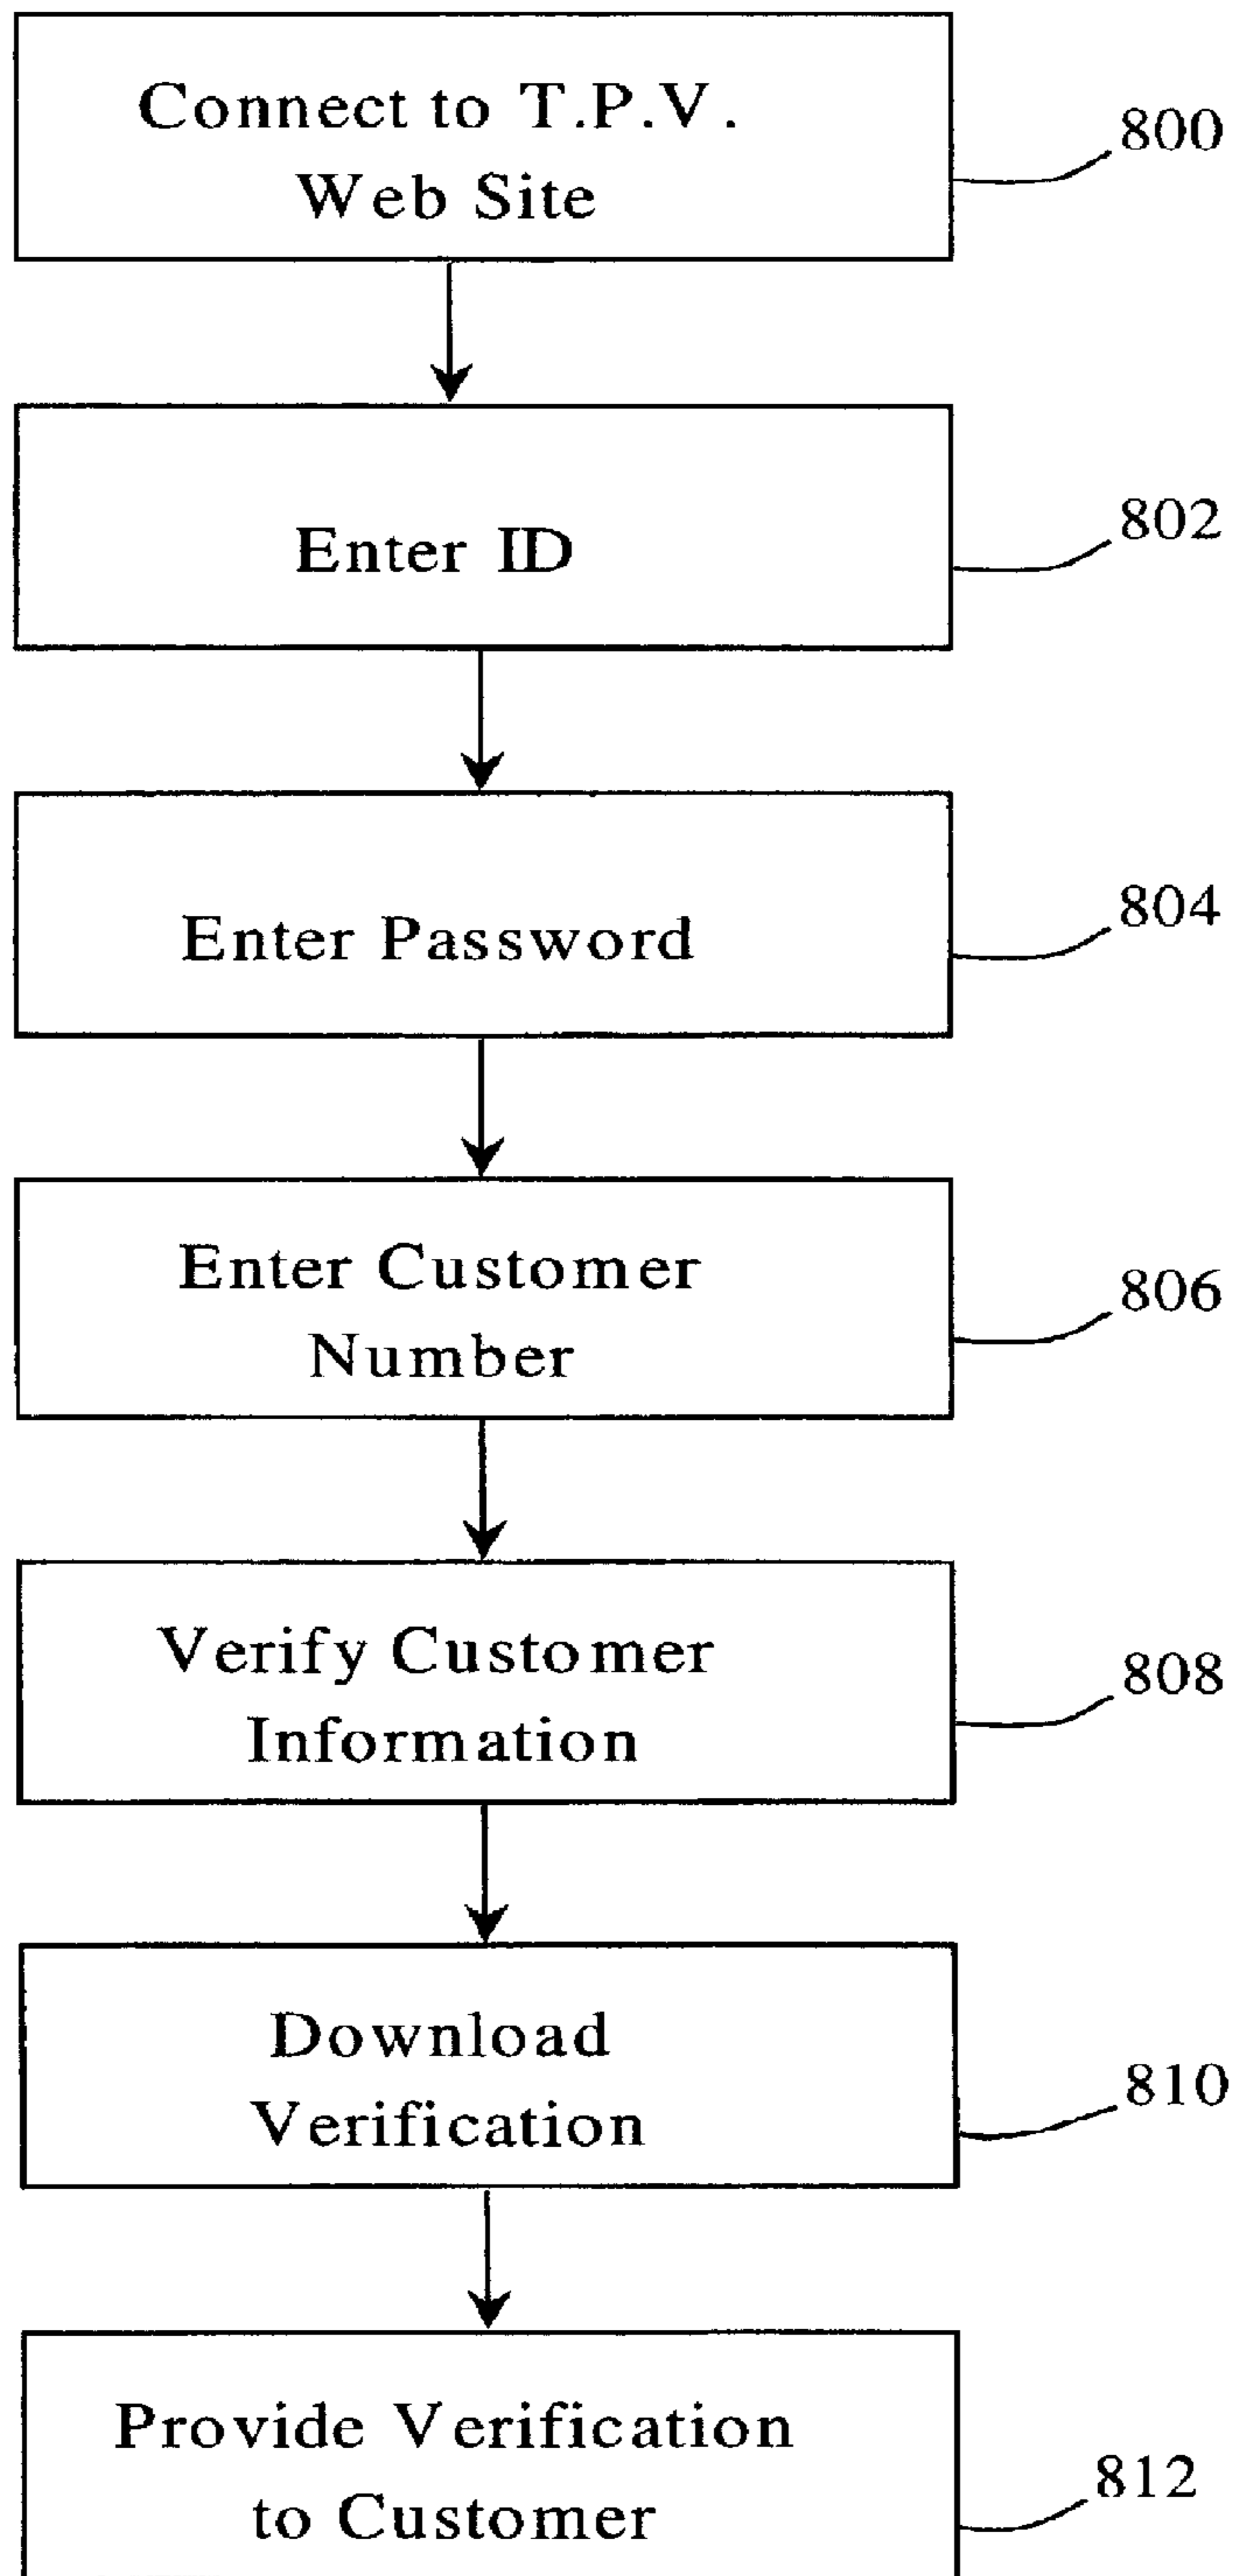 Connect to T.P.V.
Web Site
800
Enter ID
802
Enter Password
804
Enter Customer
Number
806
Verify Customer
Information
808
Download
Verification
810
Provide Verification
to Customer
812